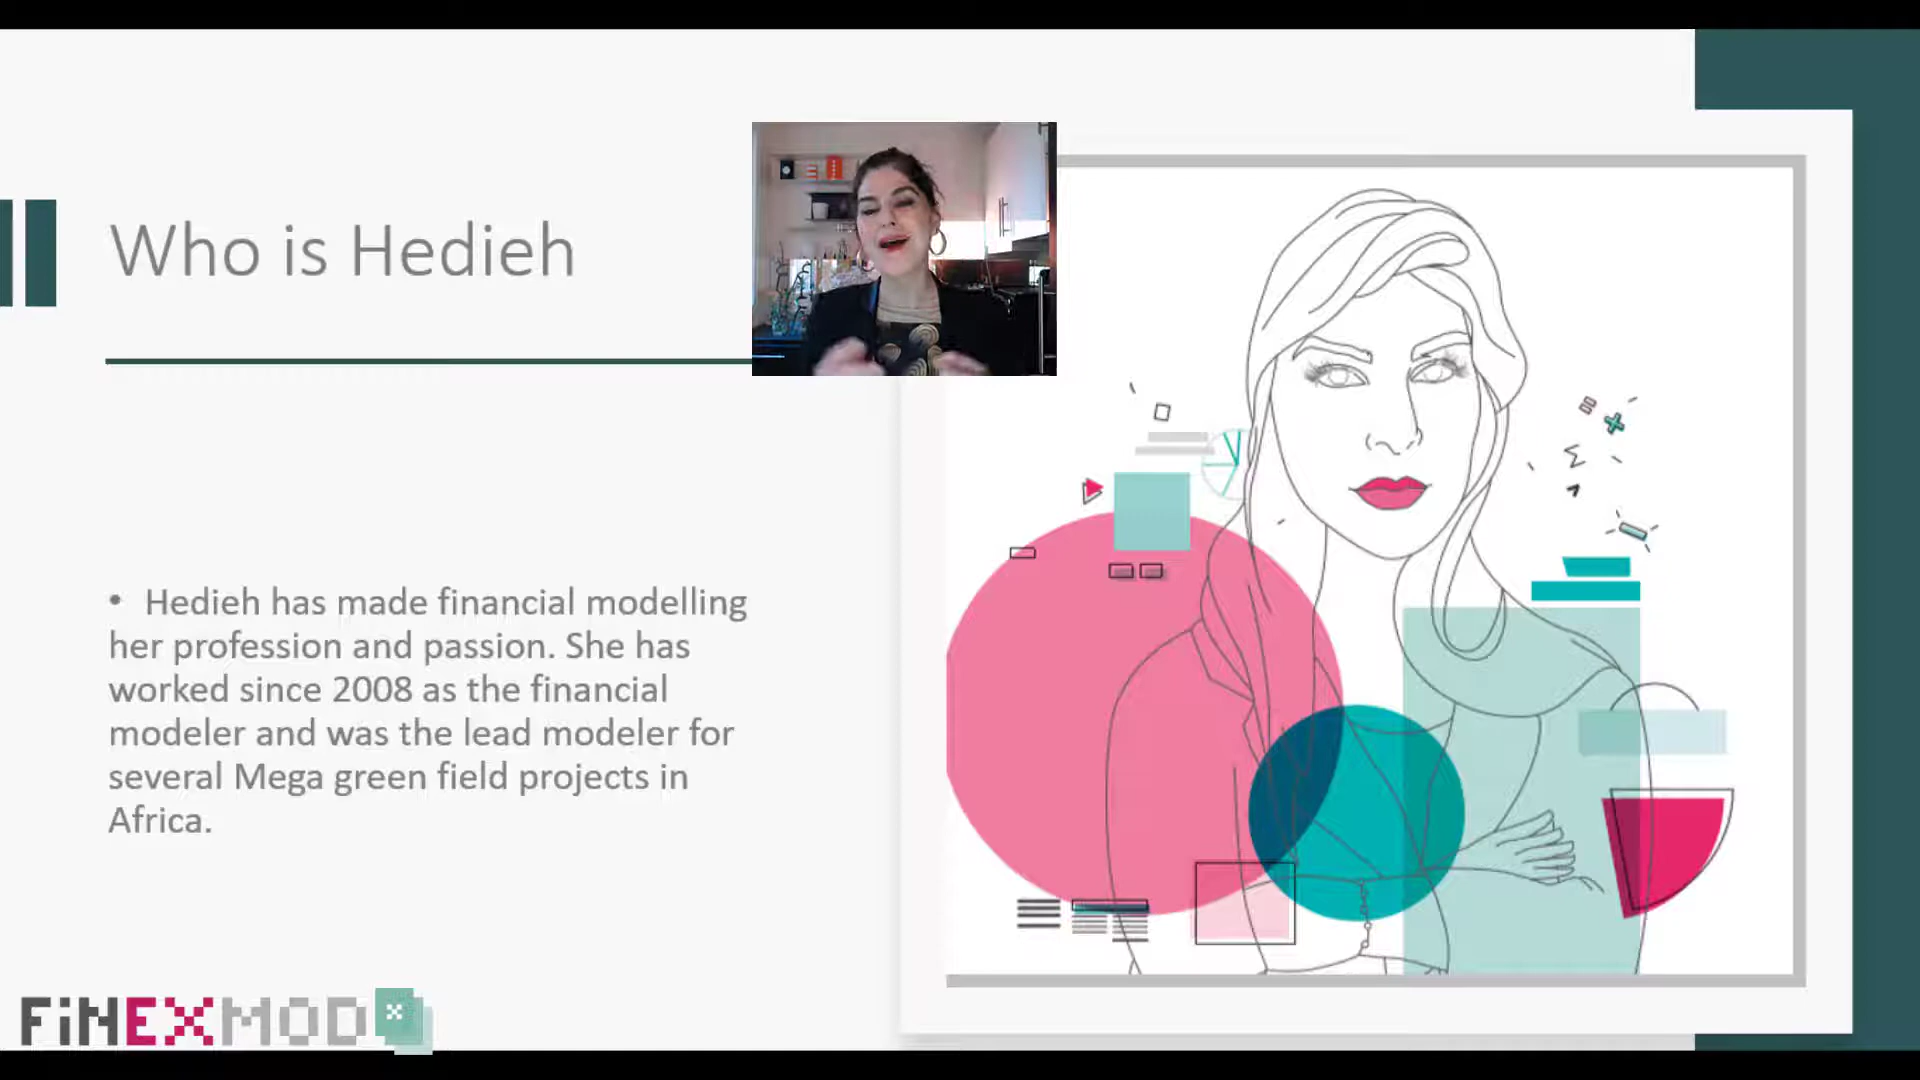 Who is Hedieh
• Hedieh has made financial modelling
her profession and passion. She has
worked since 2008 as the financial
modeler and was the lead modeler for
several Mega green field projects in
Africa.
FiNEXMOD